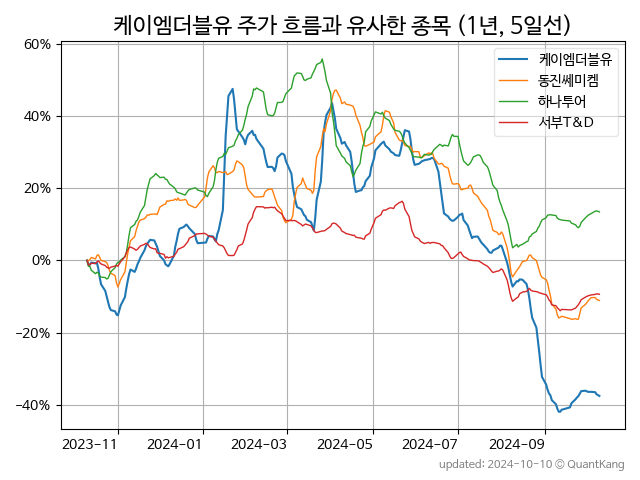 케이엠더블유 주가 흐름과 유사한 종목 (1년, 5일선)
60%
40%
20%
0%
−20%
−40%
케이엠더블유
동진쎄미켐
하나투어
서부T&D
2023-11
2024-01
2024-03
2024-05
2024-07
2024-09
updated: 2024-10-10 © QuantKang